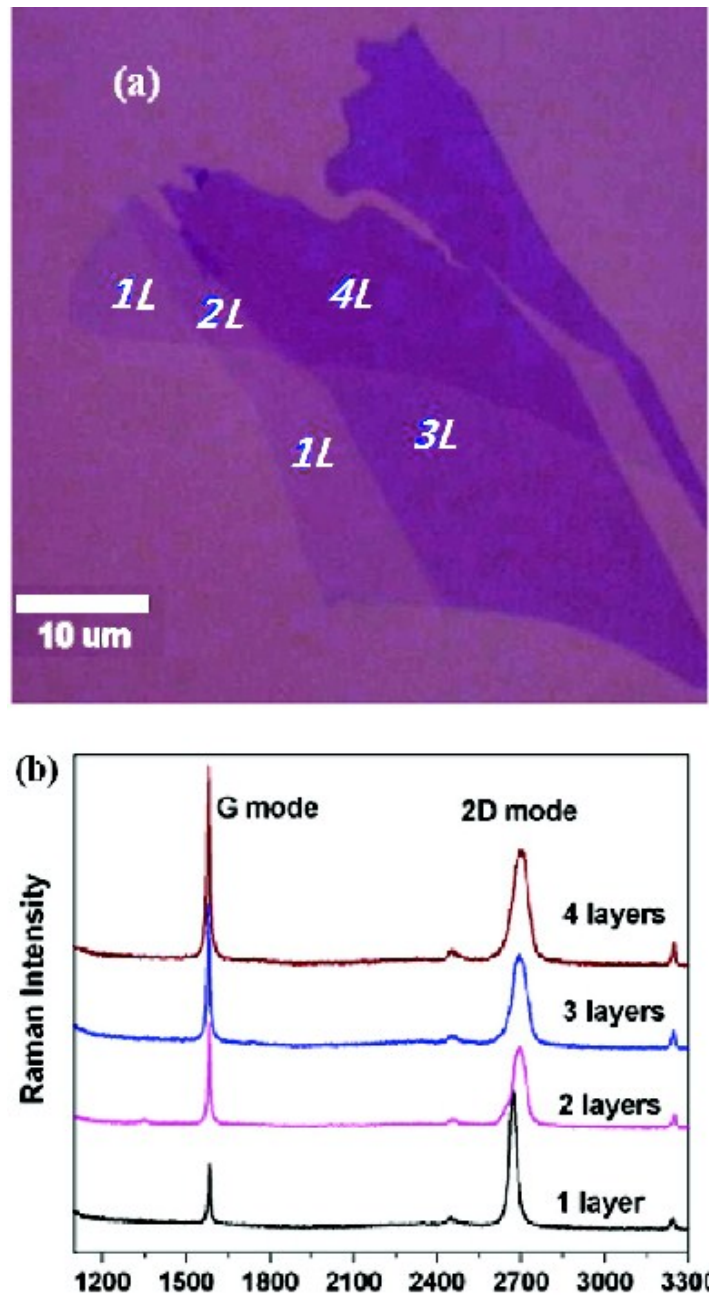 (a)
1L
2L
4L
1L
3L
10 um
(b)
G mode
2D mode
4 layers
3 layers
2 layers
1 layer
Raman Intensity
1200 1500 1800 2100 2400 2700 3000 3300